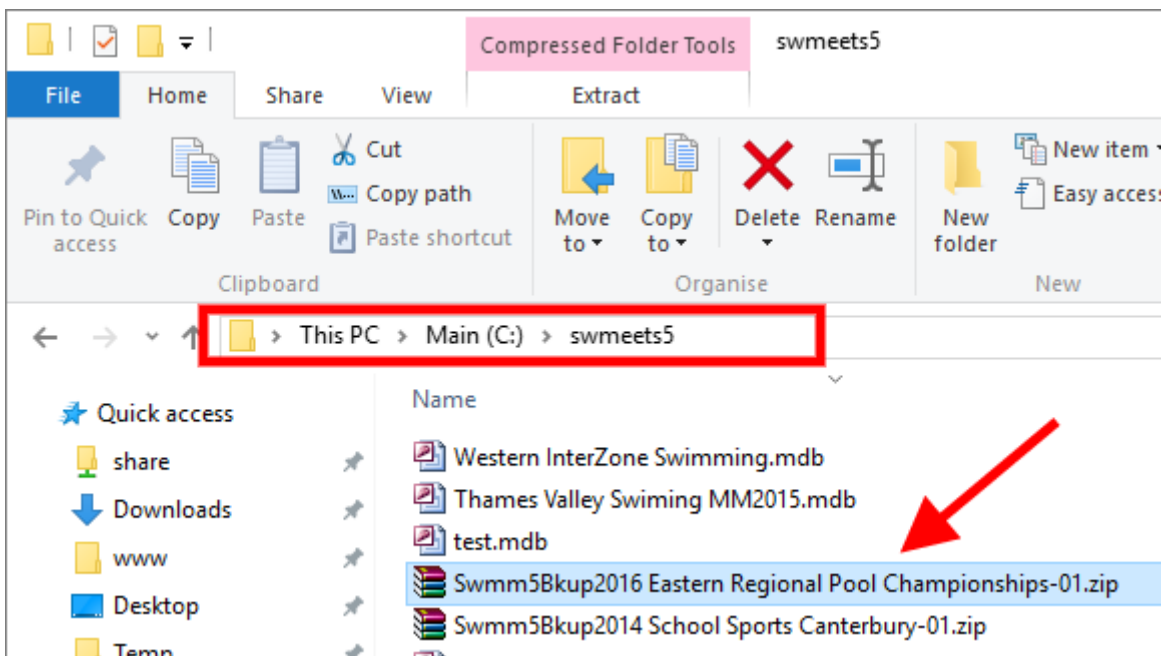 Compressed Folder Tools swmeets5
File Home Share View Extract
Pin to Quick access
Copy
Paste
Cut
W... Copy path
Paste shortcut
Clipboard
Move to
Copy to
Delete
Rename
Organise
New folder
New item
Easy access
New
This PC > Main (C:) > swmeets5
Quick access
share
Downloads
www
Desktop
Temp
Name
Western InterZone Swimming.mdb
Thames Valley Swiming MM2015.mdb
test.mdb
Swmm5Bkup2016 Eastern Regional Pool Championships-01.zip
Swmm5Bkup2014 School Sports Canterbury-01.zip